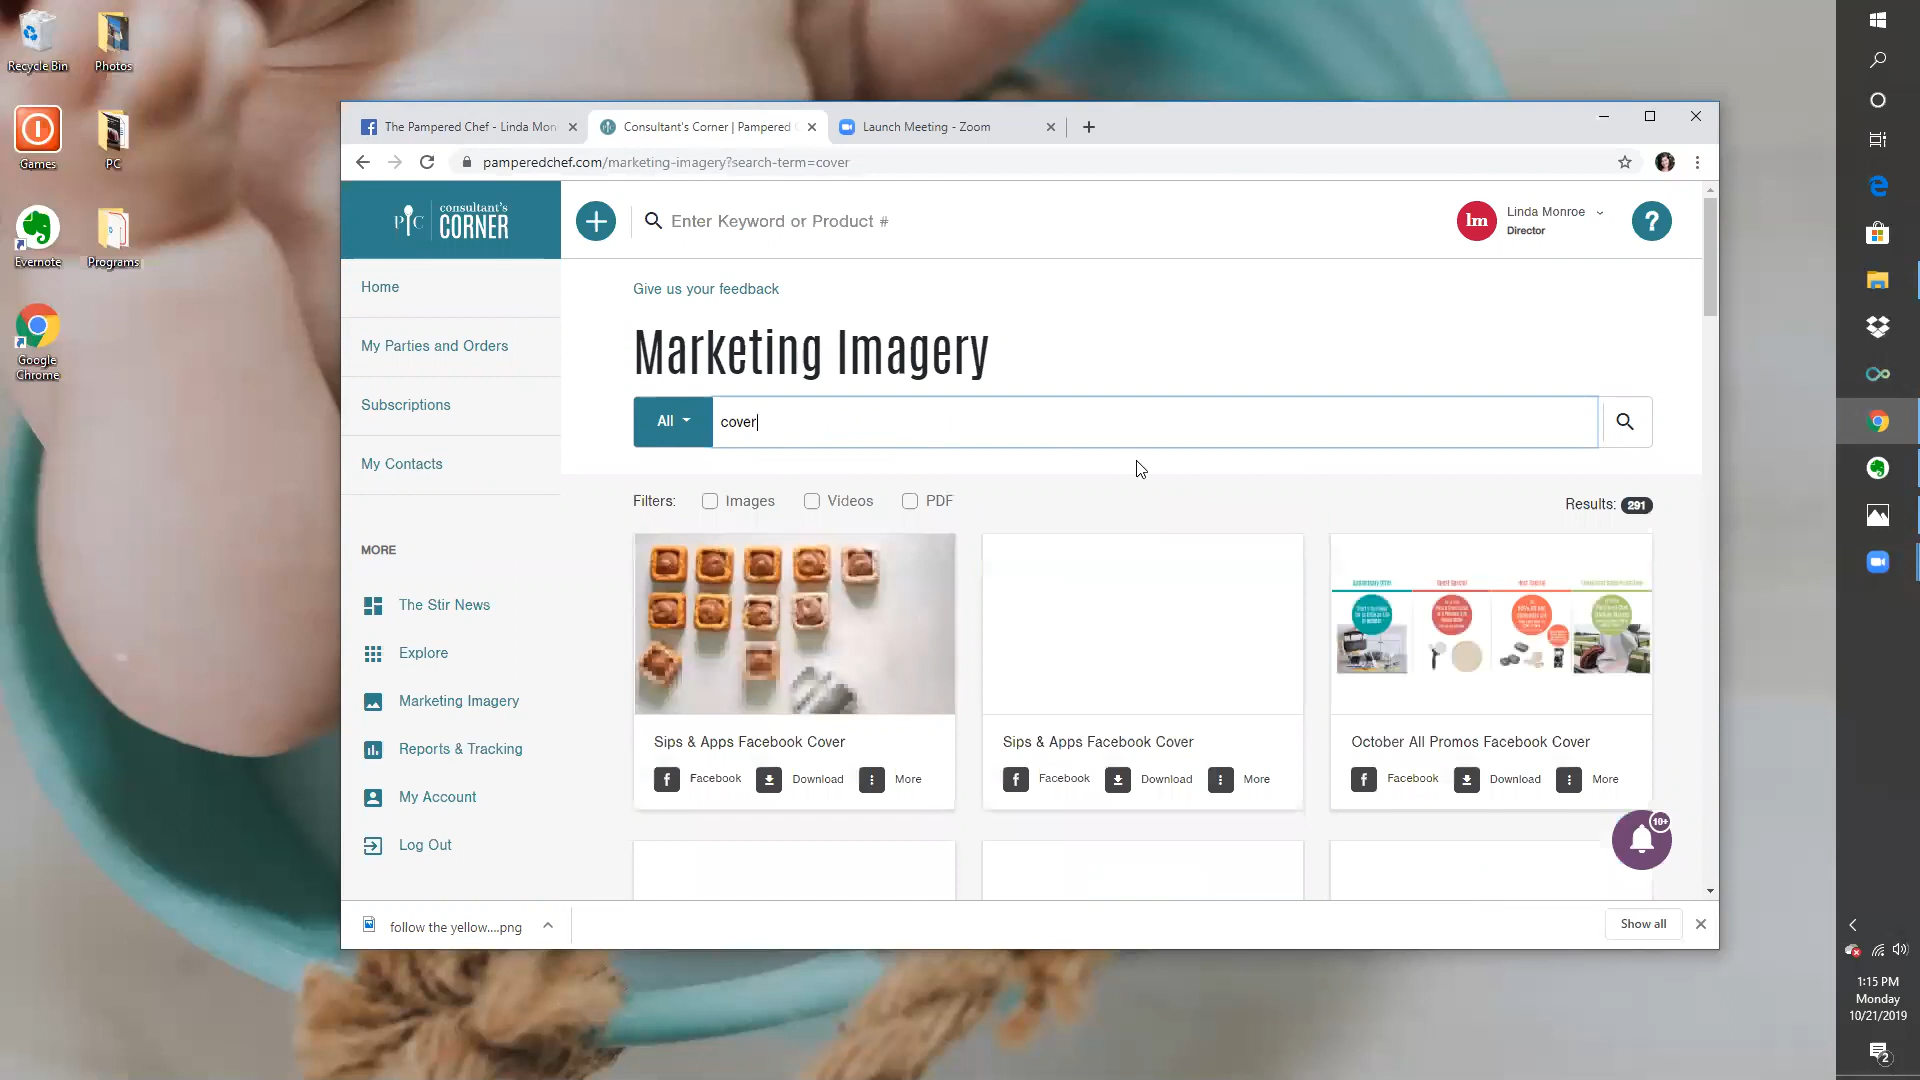 Recycle Bin
Photos
Games
PC
Evernote
Programs
Google
Chrome
The Pampered Chef - Linda Mon
Consultant's Corner | Pampered C
Launch Meeting - Zoom
pamperedchef.com/marketing-imagery?search-term=cover
PC consultant's
CORNER
Enter Keyword or Product #
lm
Linda Monroe
Director
?
Home
My Parties and Orders
Subscriptions
My Contacts
MORE
The Stir News
Explore
Marketing Imagery
Reports & Tracking
My Account
Log Out
Give us your feedback
Marketing Imagery
All
cover
Filters:
Images
Videos
PDF
Results: 291
Sips & Apps Facebook Cover
Facebook
Download
More
Sips & Apps Facebook Cover
Facebook
Download
More
October All Promos Facebook Cover
Facebook
Download
More
10+
follow the yellow....png
Show all
1:15 PM
Monday
10/21/2019
2